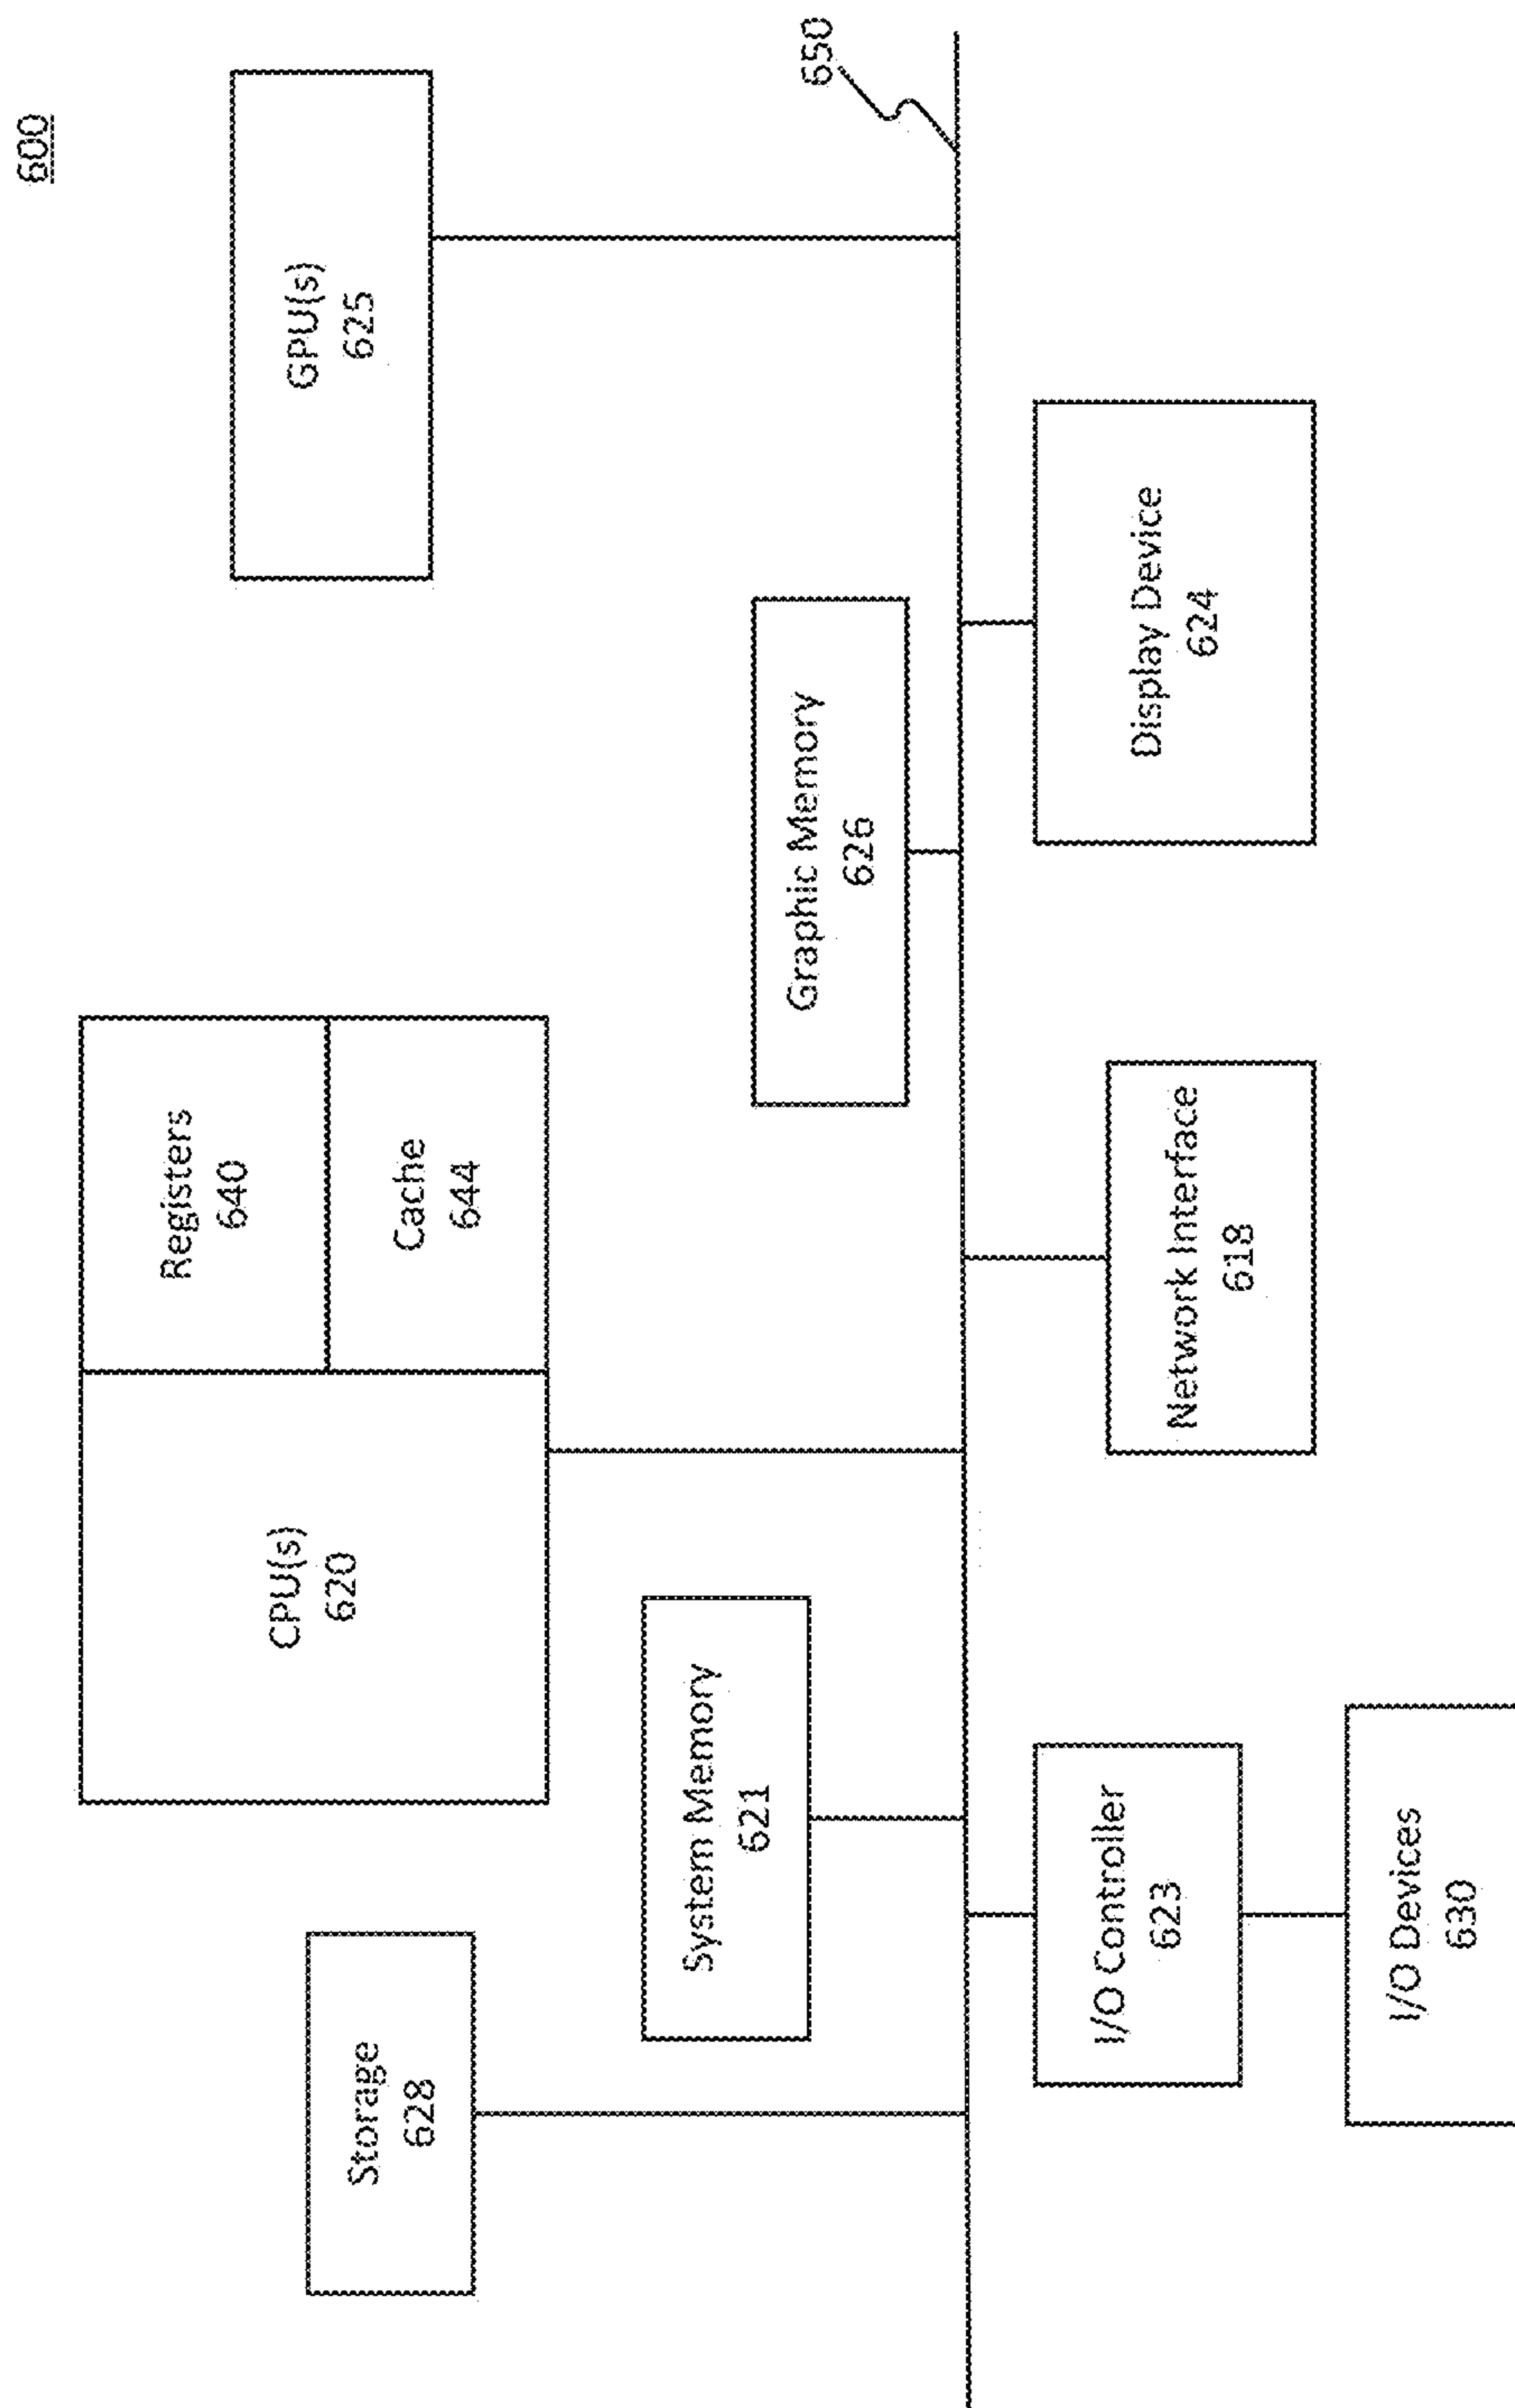 600
Storage
628
CPU(s)
620
Registers
640
Cache
644
GPU(s)
625
System Memory
621
Graphic Memory
626
650
I/O Controller
623
Network Interface
618
Display Device
624
I/O Devices
630